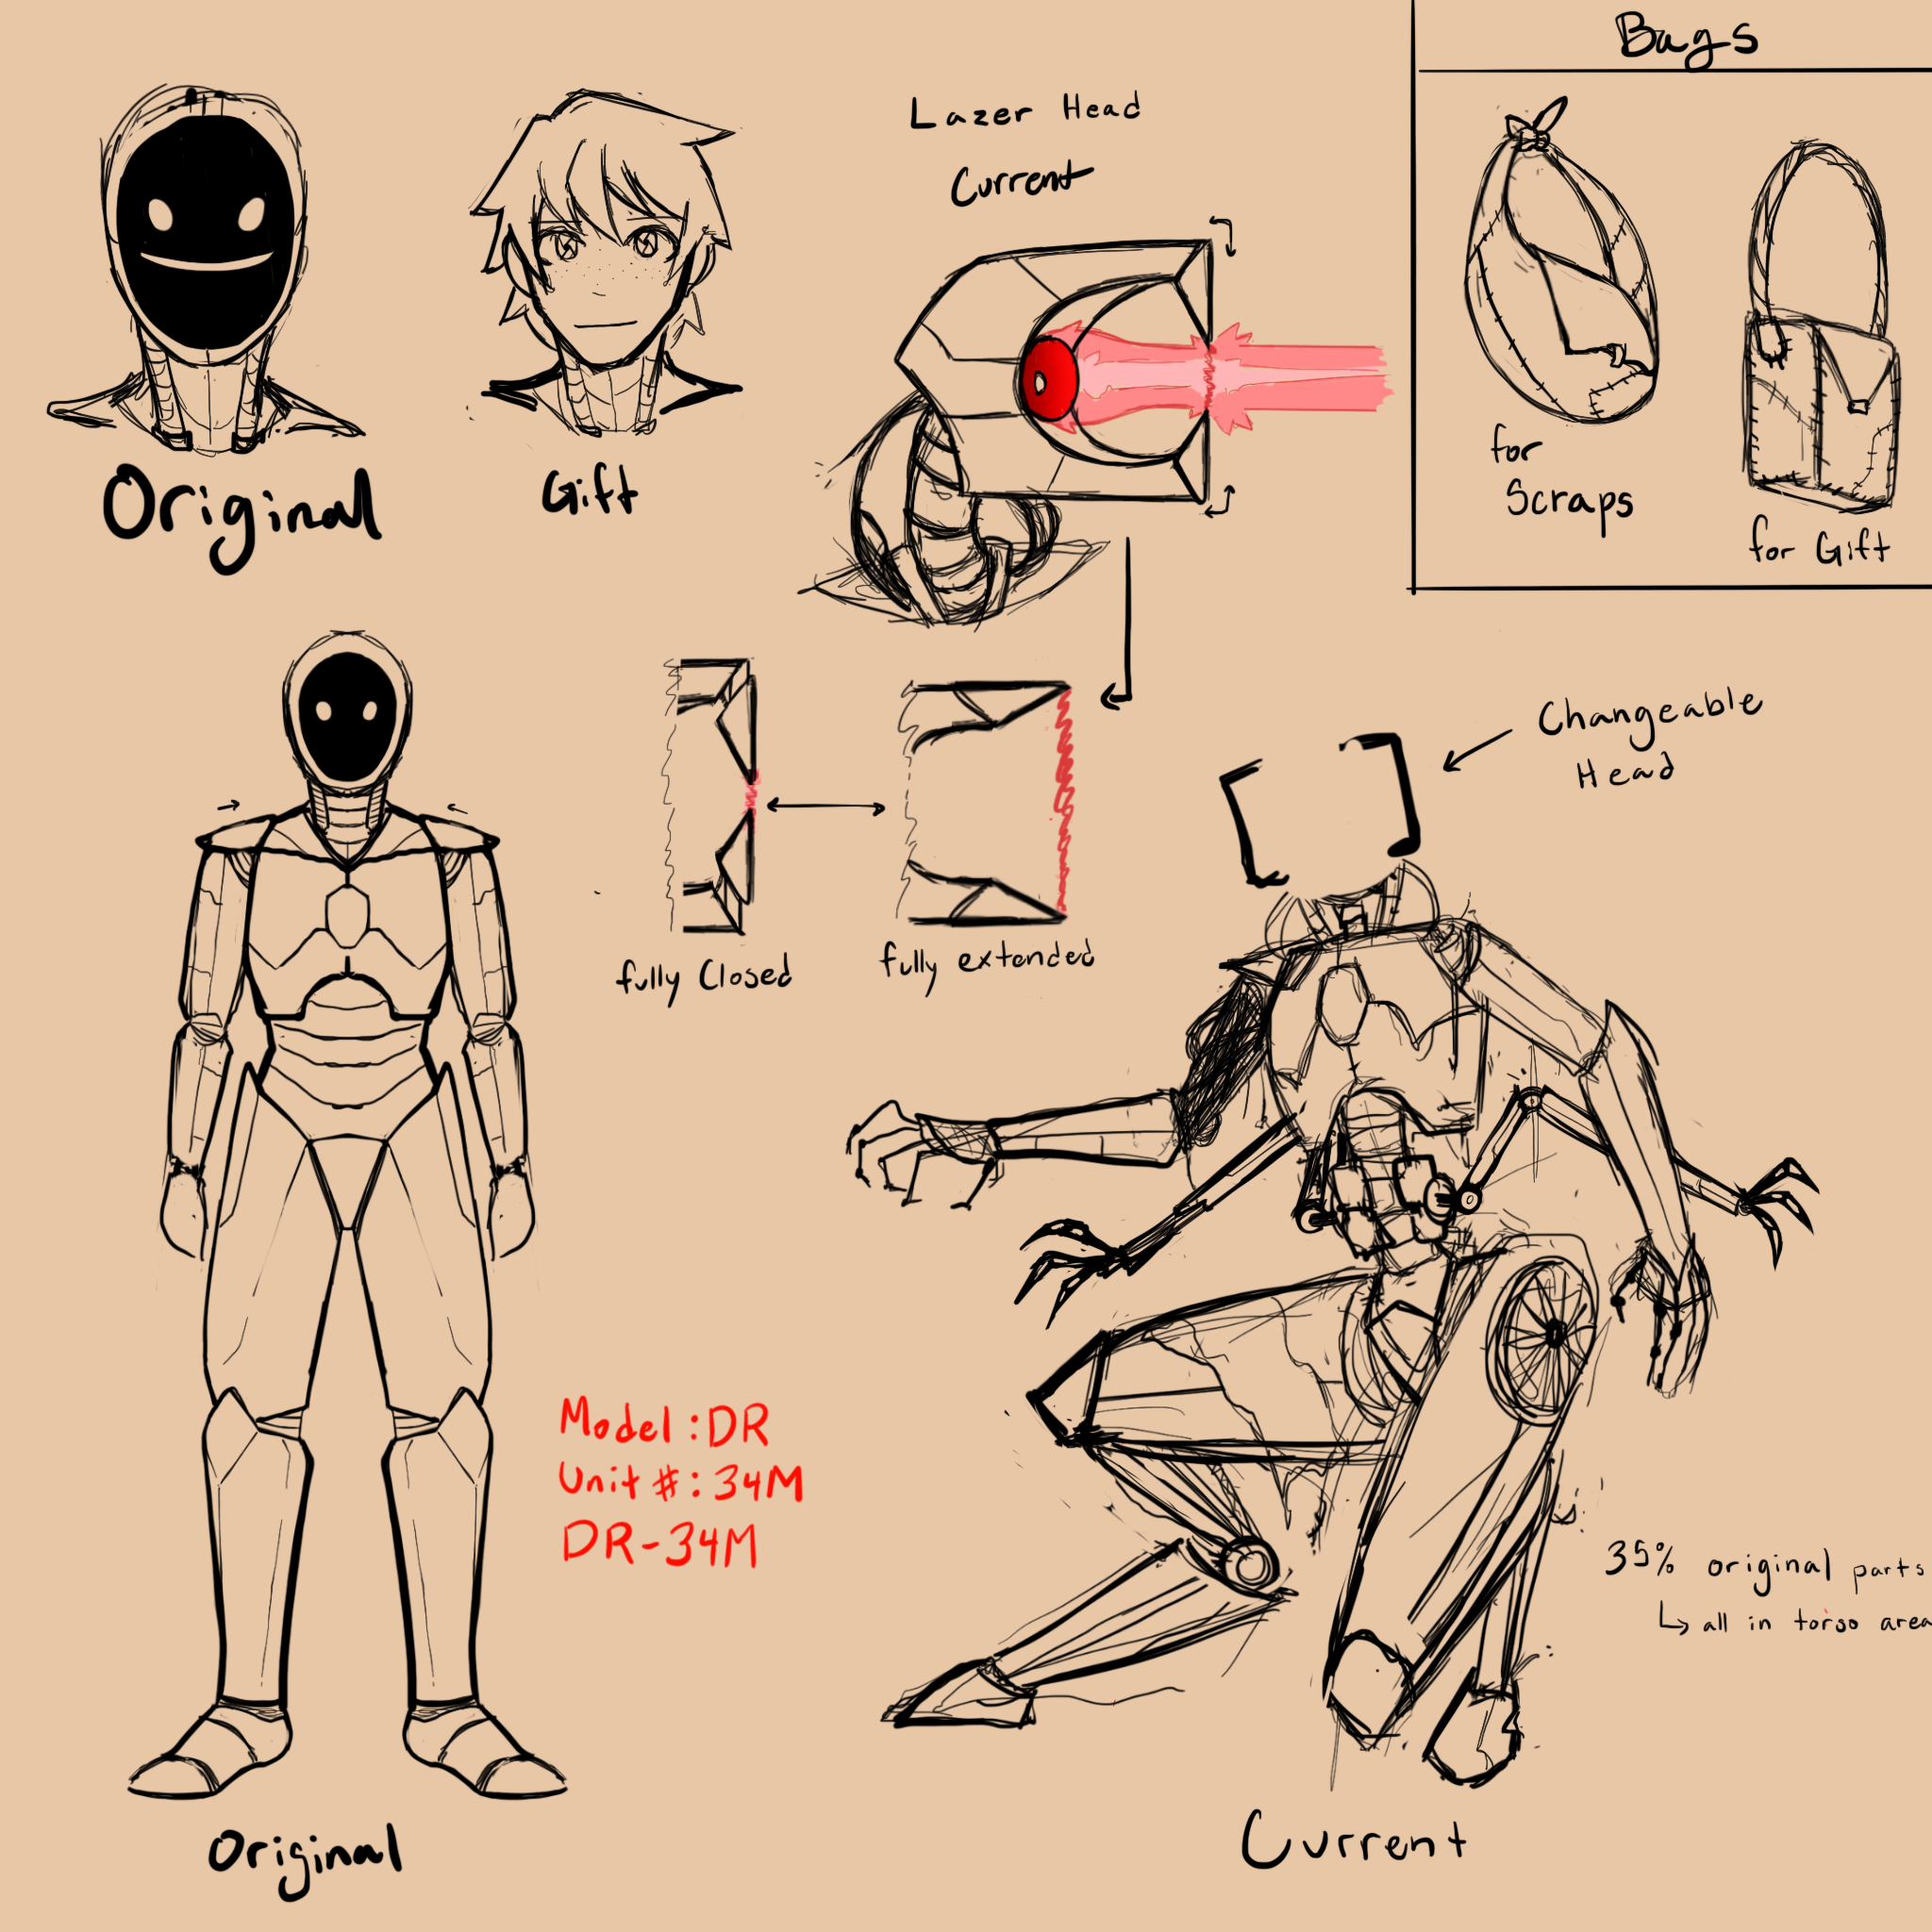 Bags
Lazer Head
Current
Original
Gift
for
Scraps
for Gift
Changeable
Head
fully Closed
fully extended
Model: DR
Unit #: 34M
DR-34M
35% original parts
↳ all in torso area
Original
Current